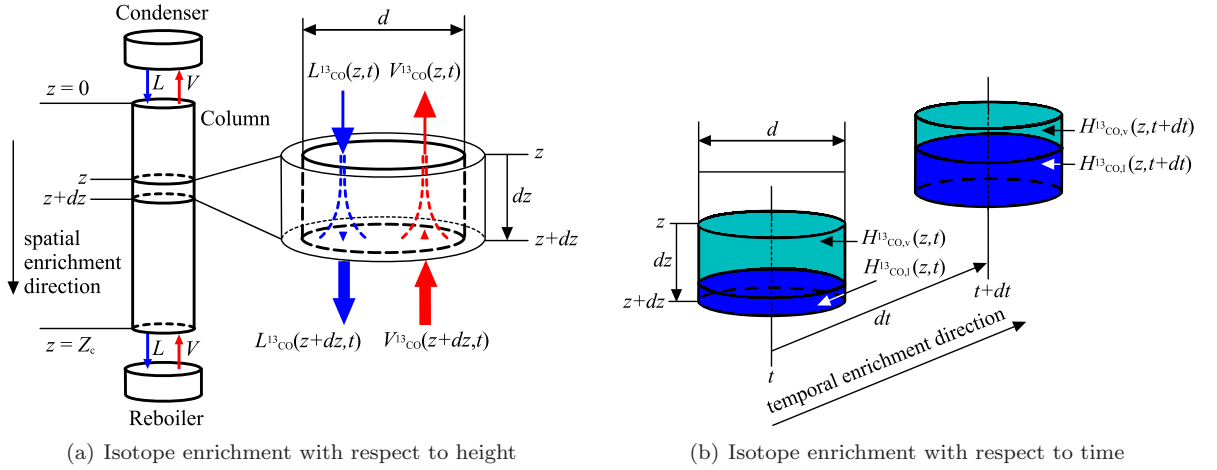 Condenser
L
V
z = 0
Column
z
z+dz
spatial
enrichment
direction
z = Z꜀
L
V
Reboiler
d
L¹³CO(z,t)
V¹³CO(z,t)
z
dz
z+dz
L¹³CO(z+dz,t)
V¹³CO(z+dz,t)
(a) Isotope enrichment with respect to height
d
z
dz
z+dz
H¹³CO,v(z,t)
H¹³CO,l(z,t)
H¹³CO,v(z,t+dt)
H¹³CO,l(z,t+dt)
t+dt
dt
t
temporal enrichment direction
(b) Isotope enrichment with respect to time